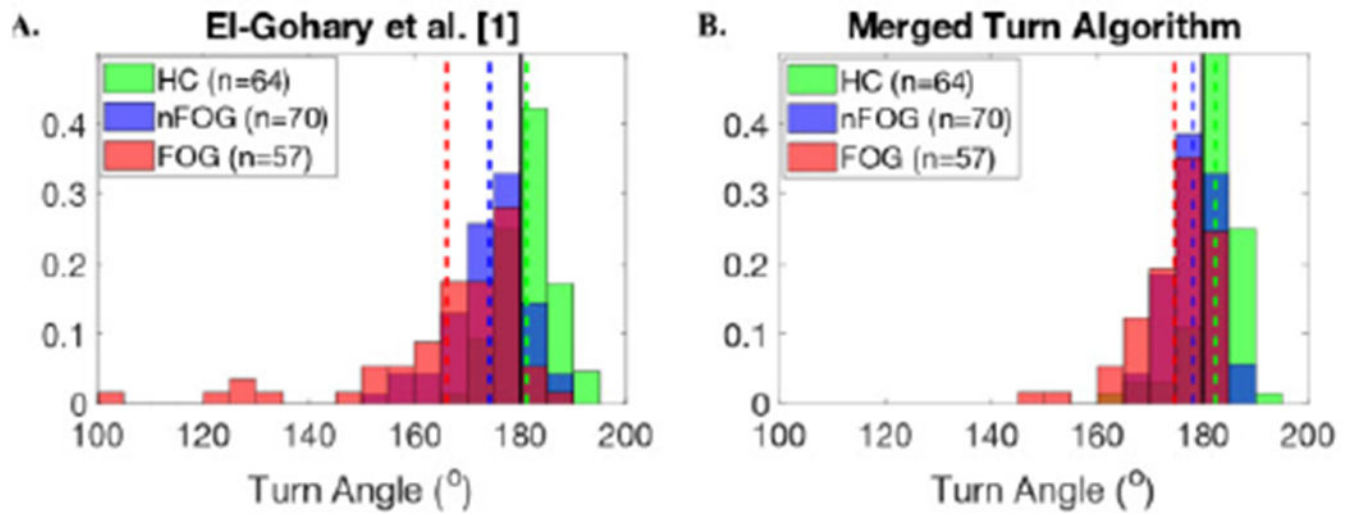 A.
El-Gohary et al. [1]
HC (n=64)
nFOG (n=70)
FOG (n=57)
0.4
0.3
0.2
0.1
0
100 120 140 160 180 200
Turn Angle (⁰)
B.
Merged Turn Algorithm
HC (n=64)
nFOG (n=70)
FOG (n=57)
0.4
0.3
0.2
0.1
0
100 120 140 160 180 200
Turn Angle (⁰)